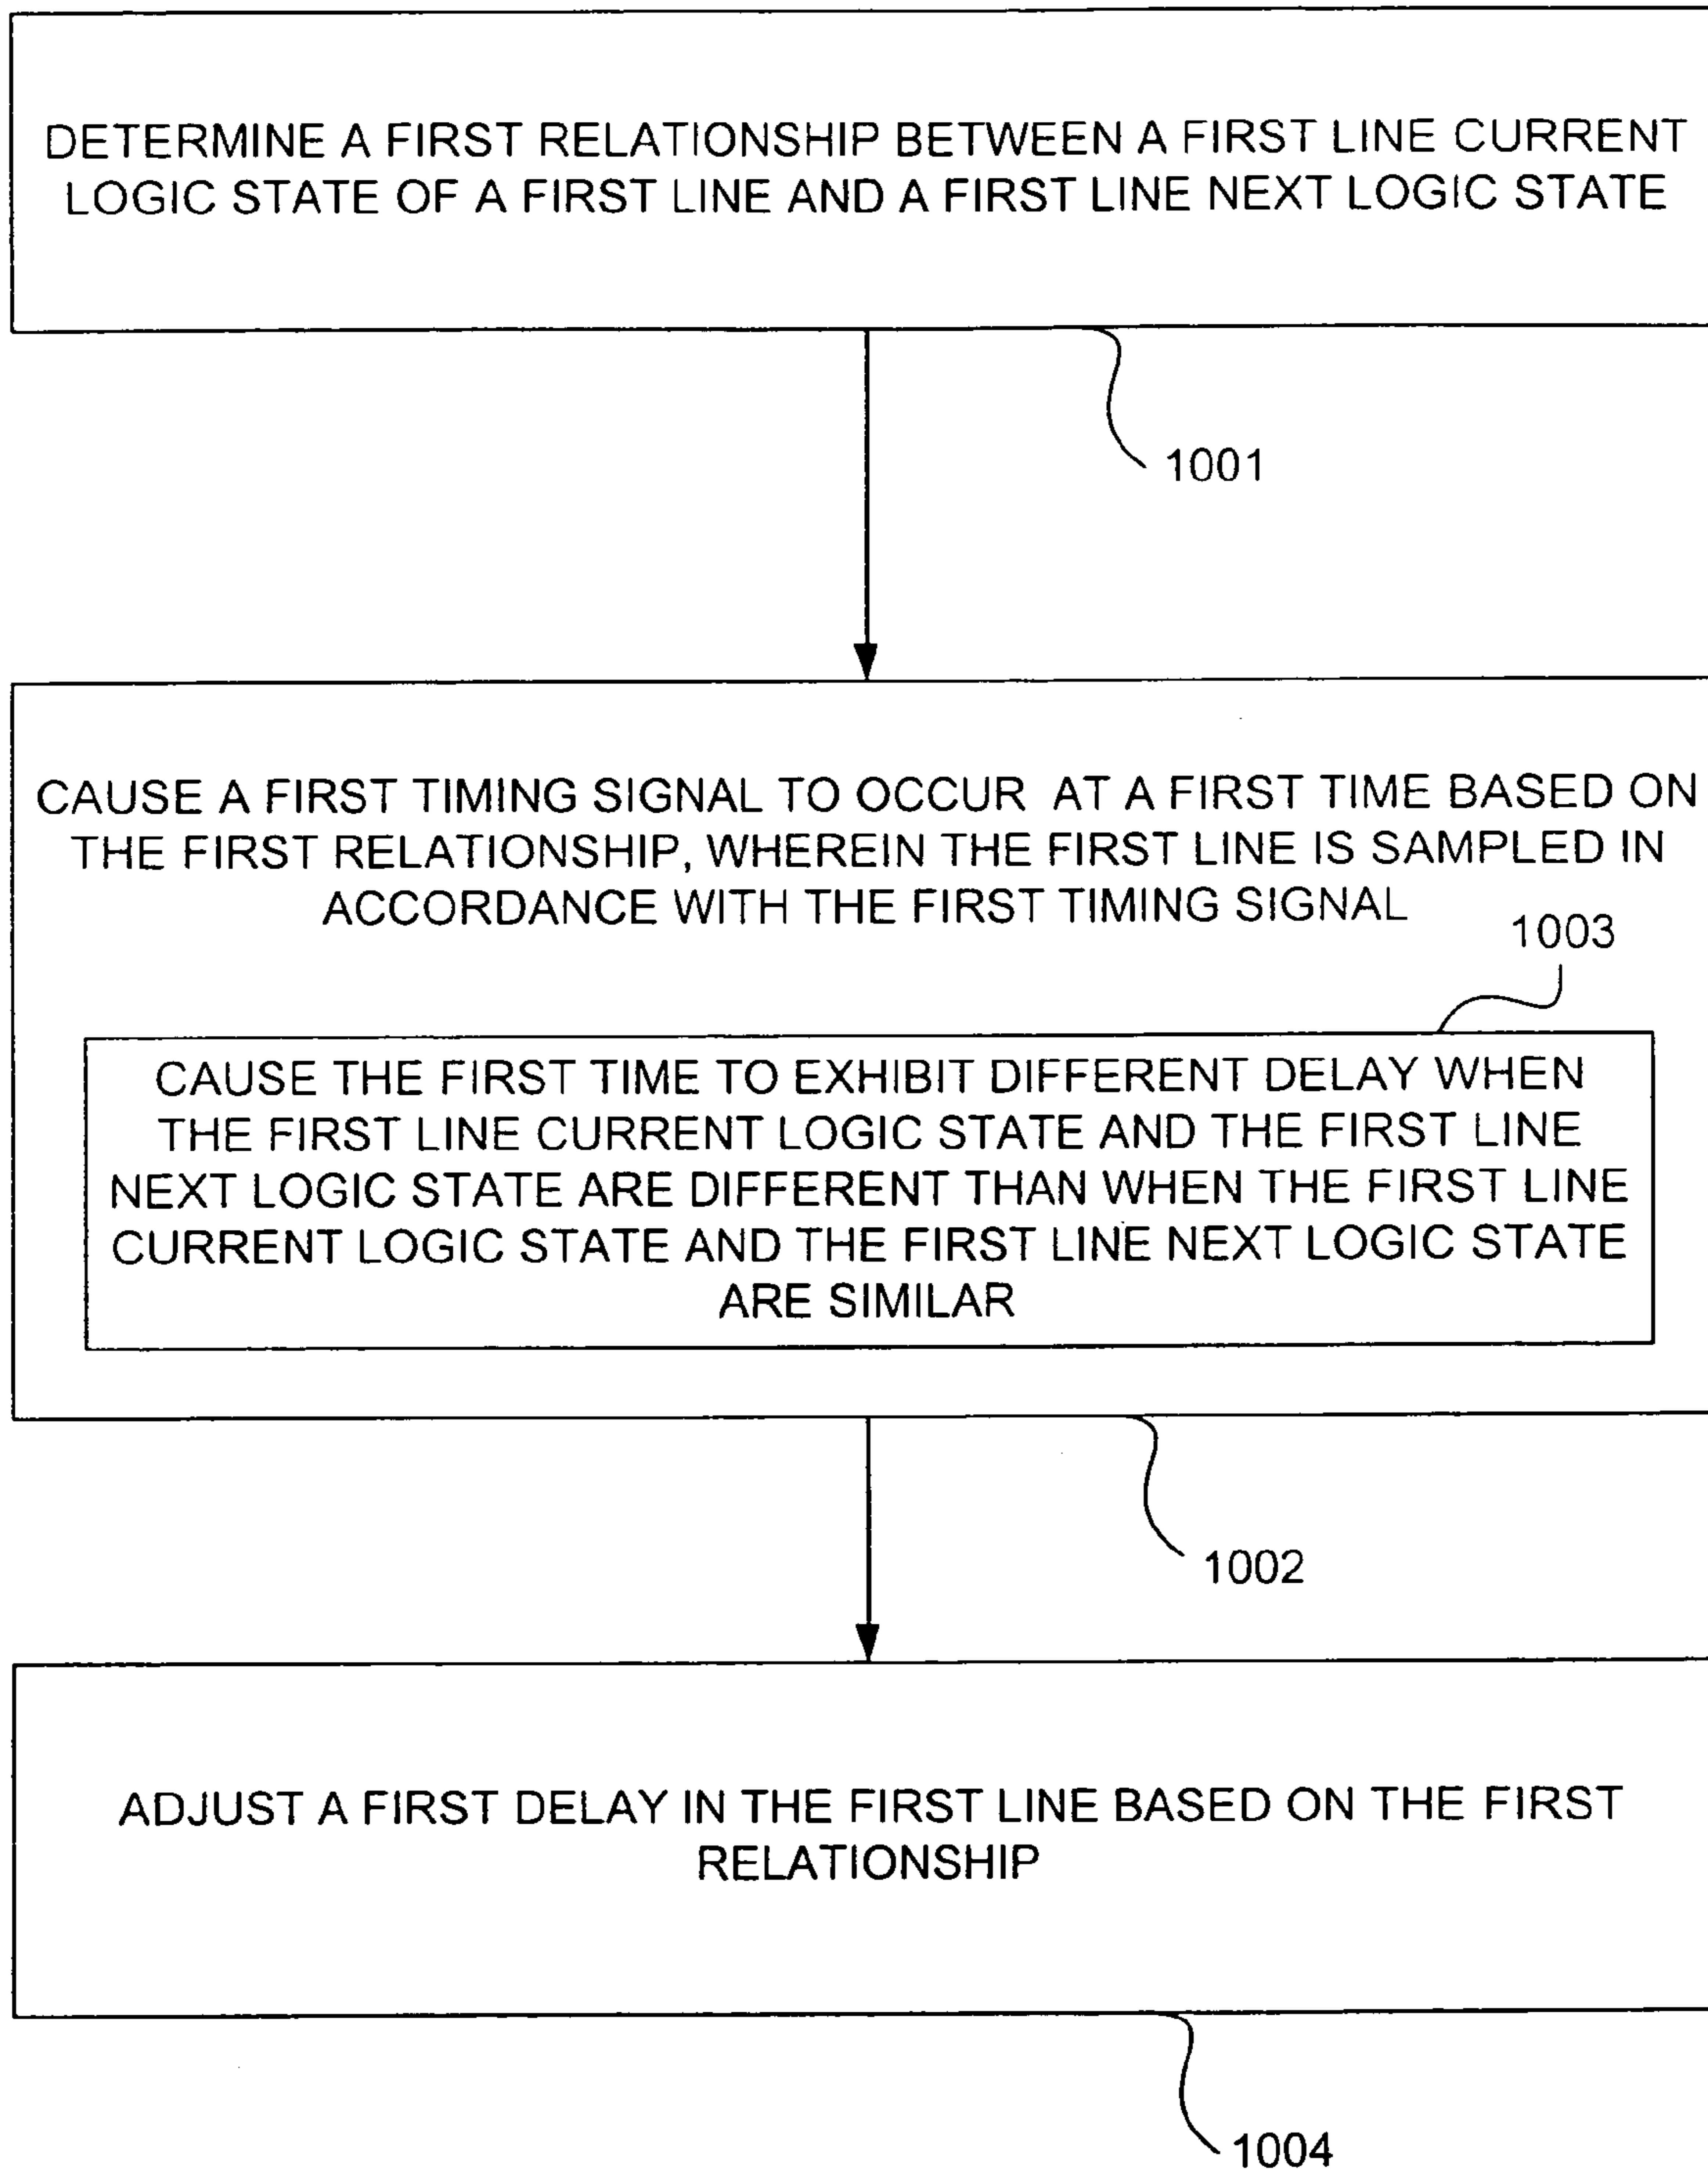 DETERMINE A FIRST RELATIONSHIP BETWEEN A FIRST LINE CURRENT
LOGIC STATE OF A FIRST LINE AND A FIRST LINE NEXT LOGIC STATE
1001
CAUSE A FIRST TIMING SIGNAL TO OCCUR AT A FIRST TIME BASED ON
THE FIRST RELATIONSHIP, WHEREIN THE FIRST LINE IS SAMPLED IN
ACCORDANCE WITH THE FIRST TIMING SIGNAL
1003
CAUSE THE FIRST TIME TO EXHIBIT DIFFERENT DELAY WHEN
THE FIRST LINE CURRENT LOGIC STATE AND THE FIRST LINE
NEXT LOGIC STATE ARE DIFFERENT THAN WHEN THE FIRST LINE
CURRENT LOGIC STATE AND THE FIRST LINE NEXT LOGIC STATE
ARE SIMILAR
1002
ADJUST A FIRST DELAY IN THE FIRST LINE BASED ON THE FIRST
RELATIONSHIP
1004